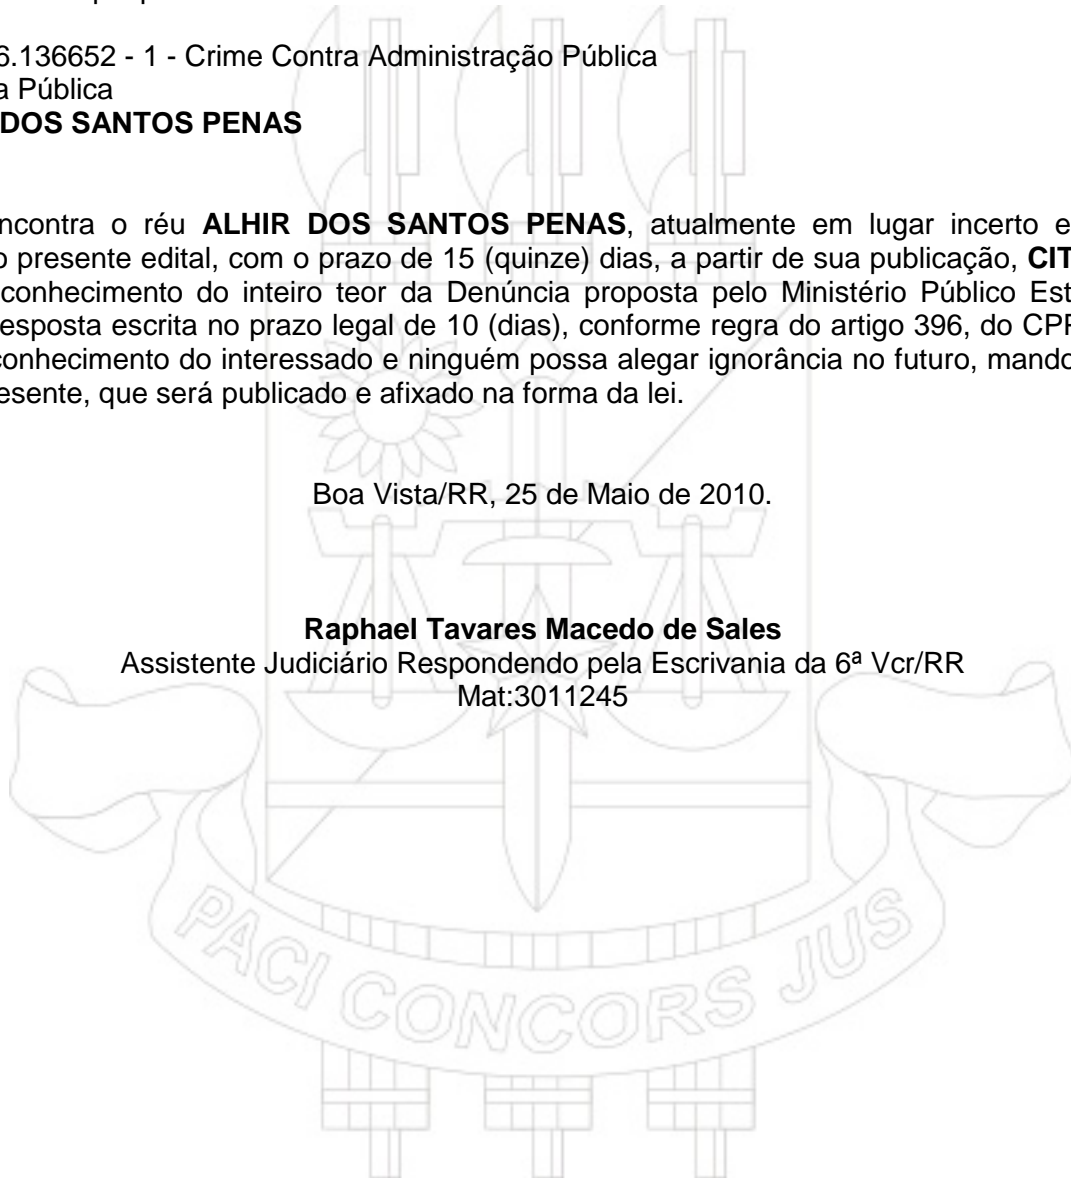 6.136652 - 1 - Crime Contra Administração Pública
a Pública
DOS SANTOS PENAS
ncontra o réu ALHIR DOS SANTOS PENAS, atualmente em lugar incerto e
o presente edital, com o prazo de 15 (quinze) dias, a partir de sua publicação, CIT
conhecimento do inteiro teor da Denúncia proposta pelo Ministério Público Est
esposta escrita no prazo legal de 10 (dias), conforme regra do artigo 396, do CPP
conhecimento do interessado e ninguém possa alegar ignorância no futuro, mando
esente, que será publicado e afixado na forma da lei.
Boa Vista/RR, 25 de Maio de 2010.
Raphael Tavares Macedo de Sales
Assistente Judiciário Respondendo pela Escrivania da 6ª Vcr/RR
Mat:3011245
PACI CONCORS JUS